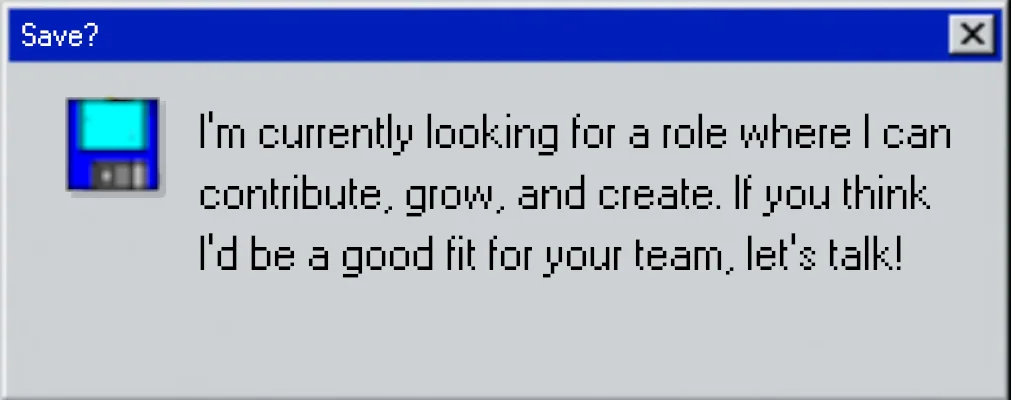 Save?
I'm currently looking for a role where I can
contribute, grow, and create. If you think
I'd be a good fit for your team, let's talk!